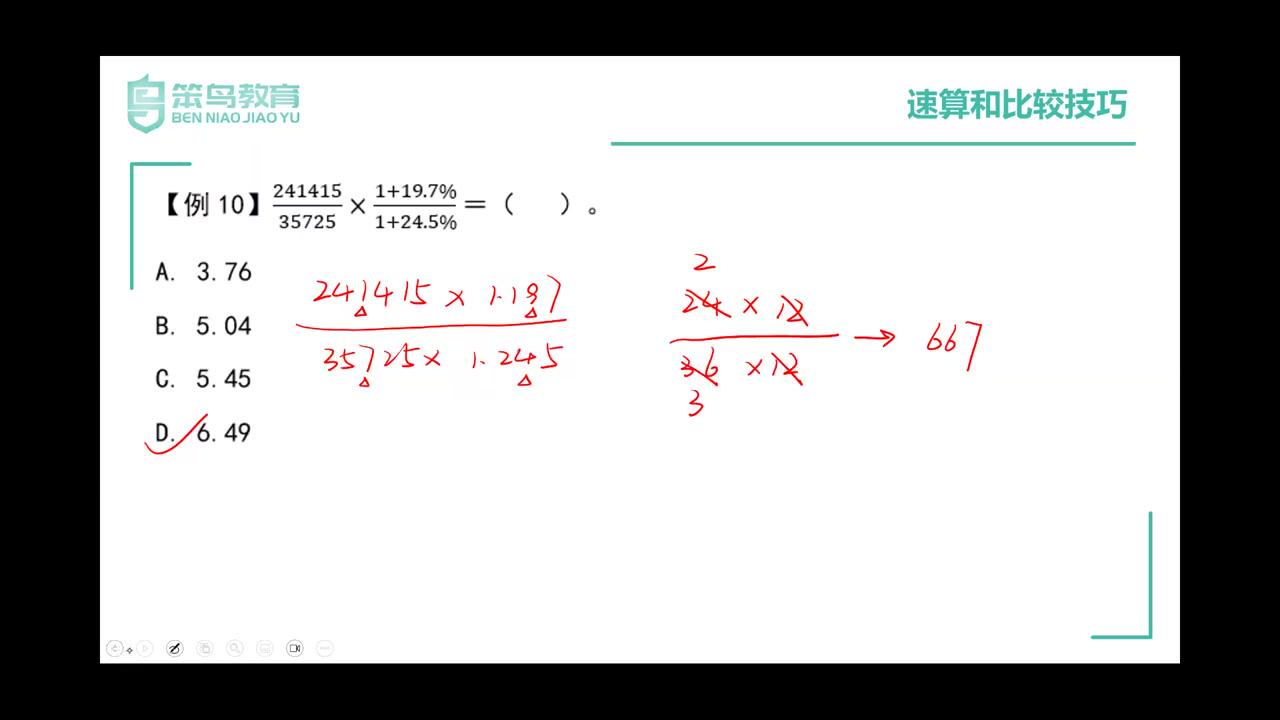 笨鸟教育
BEN NIAO JIAO YU
速算和比较技巧
【例 10】241415/35725 × 1+19.7%/1+24.5% =（ ）。
A. 3.76
B. 5.04
C. 5.45
D. 6.49
241415 × 1.197
35725 × 1.245
2
24 × 12
36 × 12
3
→ 667